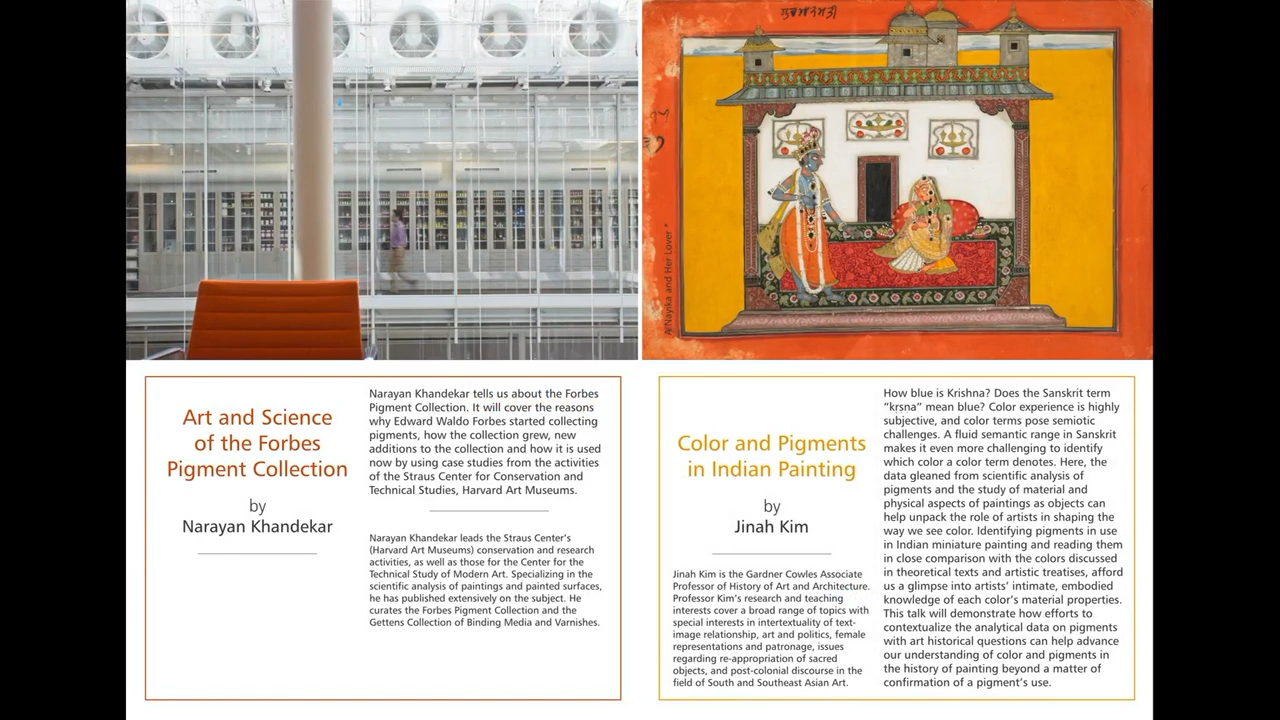 A Nayika and Her Lover *
Art and Science
of the Forbes
Pigment Collection
by
Narayan Khandekar
Narayan Khandekar tells us about the Forbes
Pigment Collection. It will cover the reasons
why Edward Waldo Forbes started collecting
pigments, how the collection grew, new
additions to the collection and how it is used
now by using case studies from the activities
of the Straus Center for Conservation and
Technical Studies, Harvard Art Museums.
Narayan Khandekar leads the Straus Center’s
(Harvard Art Museums) conservation and research
activities, as well as those for the Center for the
Technical Study of Modern Art. Specializing in the
scientific analysis of paintings and painted surfaces,
he has published extensively on the subject. He
curates the Forbes Pigment Collection and the
Gettens Collection of Binding Media and Varnishes.
Color and Pigments
in Indian Painting
by
Jinah Kim
Jinah Kim is the Gardner Cowles Associate
Professor of History of Art and Architecture.
Professor Kim’s research and teaching
interests cover a broad range of topics with
special interests in intertextuality of text-
image relationship, art and politics, female
representations and patronage, issues
regarding re-appropriation of sacred
objects, and post-colonial discourse in the
field of South and Southeast Asian Art.
How blue is Krishna? Does the Sanskrit term
“kṛṣṇa” mean blue? Color experience is highly
subjective, and color terms pose semiotic
challenges. A fluid semantic range in Sanskrit
makes it even more challenging to identify
which color a color term denotes. Here, the
data gleaned from scientific analysis of
pigments and the study of material and
physical aspects of paintings as objects can
help unpack the role of artists in shaping the
way we see color. Identifying pigments in use
in Indian miniature painting and reading them
in close comparison with the colors discussed
in theoretical texts and artistic treatises, afford
us a glimpse into artists’ intimate, embodied
knowledge of each color’s material properties.
This talk will demonstrate how efforts to
contextualize the analytical data on pigments
with art historical questions can help advance
our understanding of color and pigments in
the history of painting beyond a matter of
confirmation of a pigment’s use.